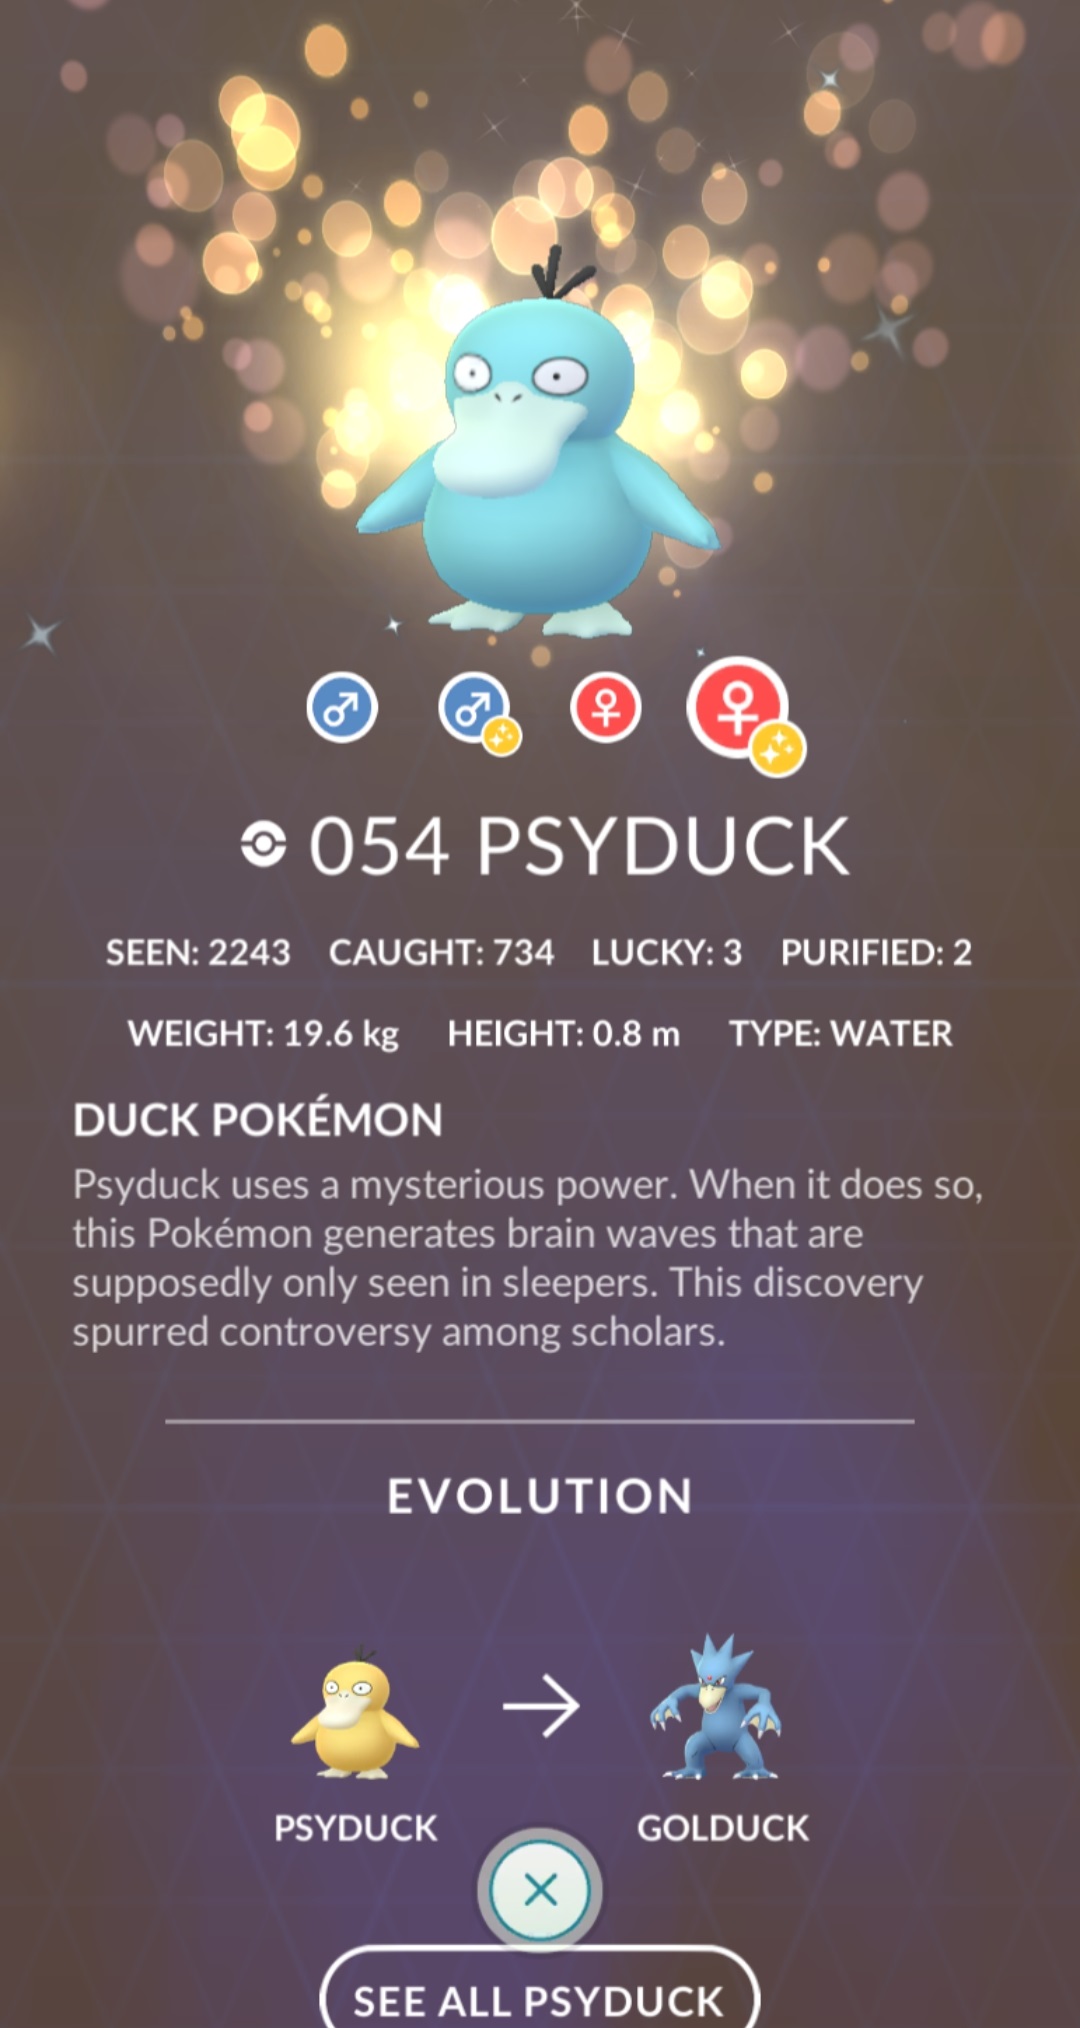 054 PSYDUCK
SEEN: 2243 CAUGHT: 734 LUCKY: 3 PURIFIED: 2
WEIGHT: 19.6 kg HEIGHT: 0.8 m TYPE: WATER
DUCK POKÉMON
Psyduck uses a mysterious power. When it does so,
this Pokémon generates brain waves that are
supposedly only seen in sleepers. This discovery
spurred controversy among scholars.
EVOLUTION
PSYDUCK GOLDUCK
SEE ALL PSYDUCK